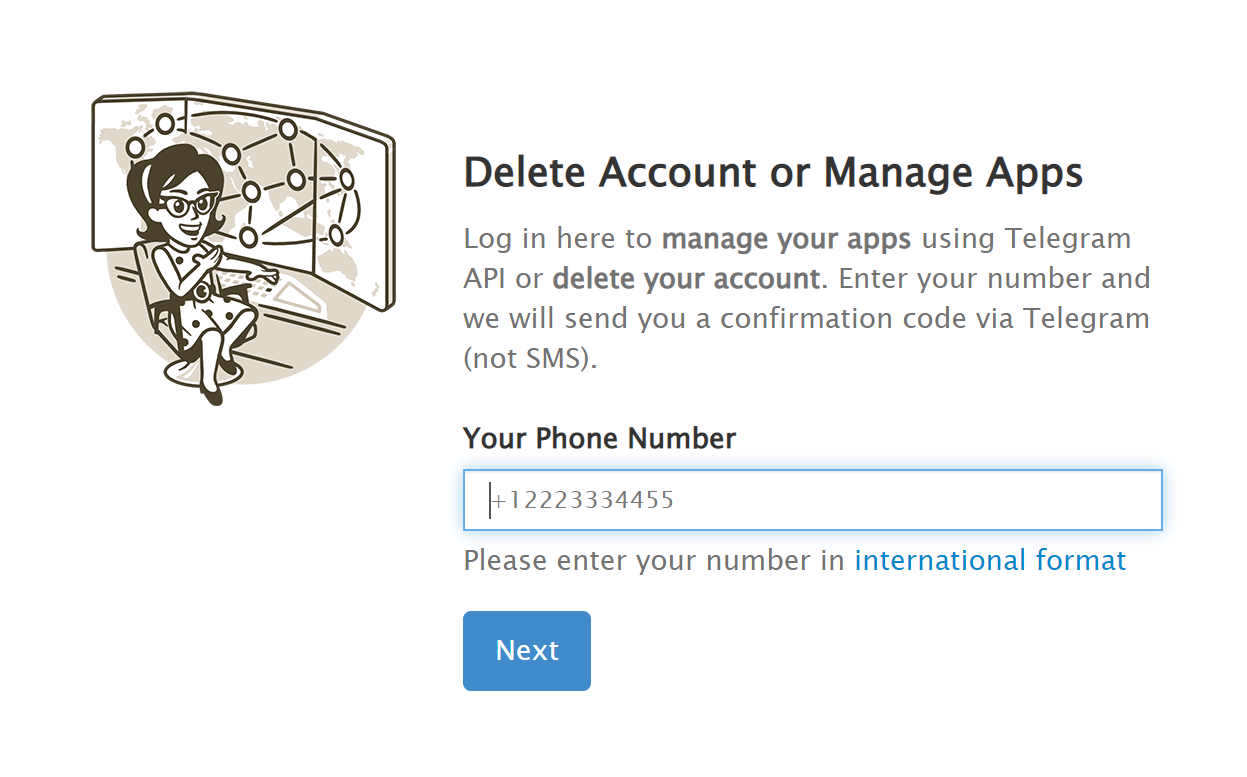 Delete Account or Manage Apps
Log in here to manage your apps using Telegram
API or delete your account. Enter your number and
we will send you a confirmation code via Telegram
(not SMS).
Your Phone Number
+12223334455
Please enter your number in international format
Next